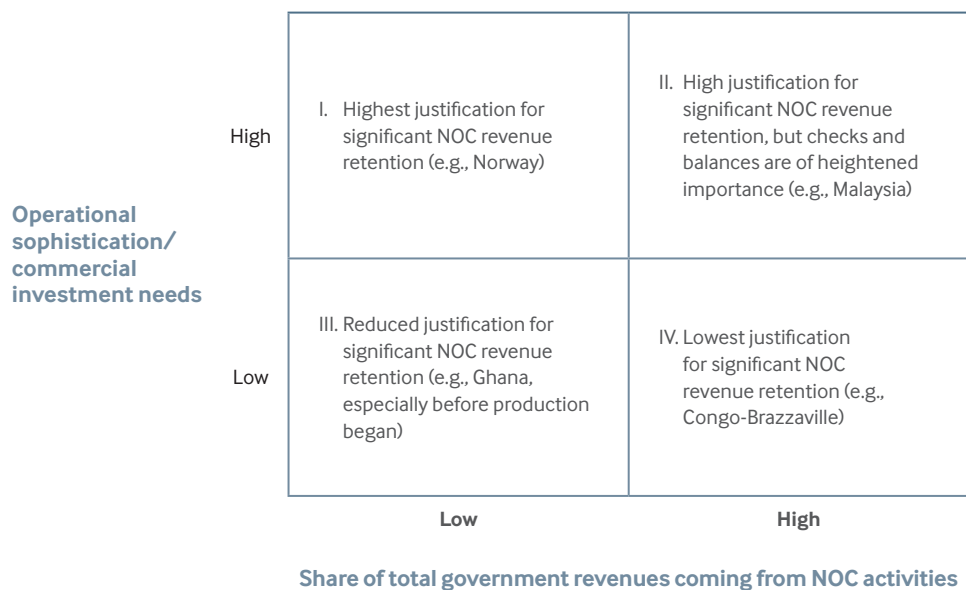 Operational
sophistication/
commercial
investment needs
High
I. Highest justification for
significant NOC revenue
retention (e.g., Norway)
II. High justification for
significant NOC revenue
retention, but checks and
balances are of heightened
importance (e.g., Malaysia)
Low
III. Reduced justification for
significant NOC revenue
retention (e.g., Ghana,
especially before production
began)
IV. Lowest justification
for significant NOC
revenue retention (e.g.,
Congo-Brazzaville)
Low
High
Share of total government revenues coming from NOC activities